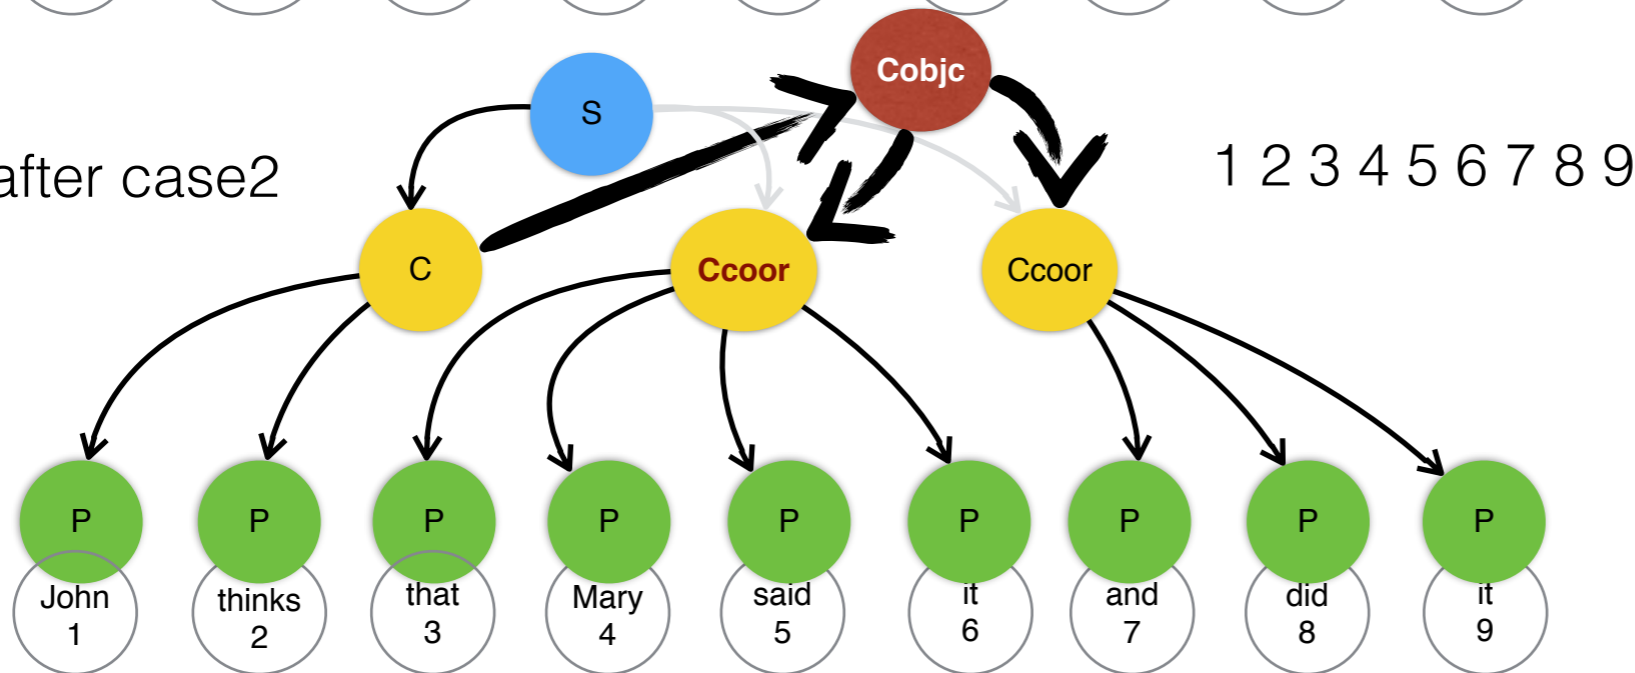 Cobjc
S
after case2
1 2 3 4 5 6 7 8 9
C
Ccoor
Ccoor
P P P P P P P P P
John thinks that Mary said it and did it
1 2 3 4 5 6 7 8 9